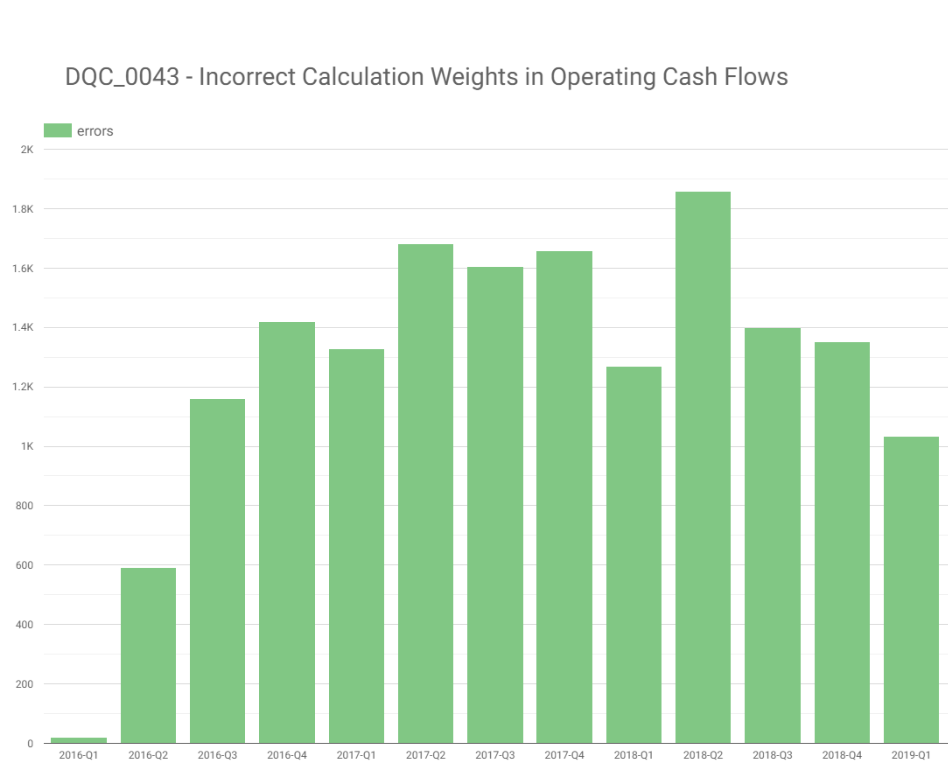 DQC_0043 - Incorrect Calculation Weights in Operating Cash Flows
errors
2K
1.8K
1.6K
1.4K
1.2K
1K
800
600
400
200
0
2016-Q1 2016-Q2 2016-Q3 2016-Q4 2017-Q1 2017-Q2 2017-Q3 2017-Q4 2018-Q1 2018-Q2 2018-Q3 2018-Q4 2019-Q1